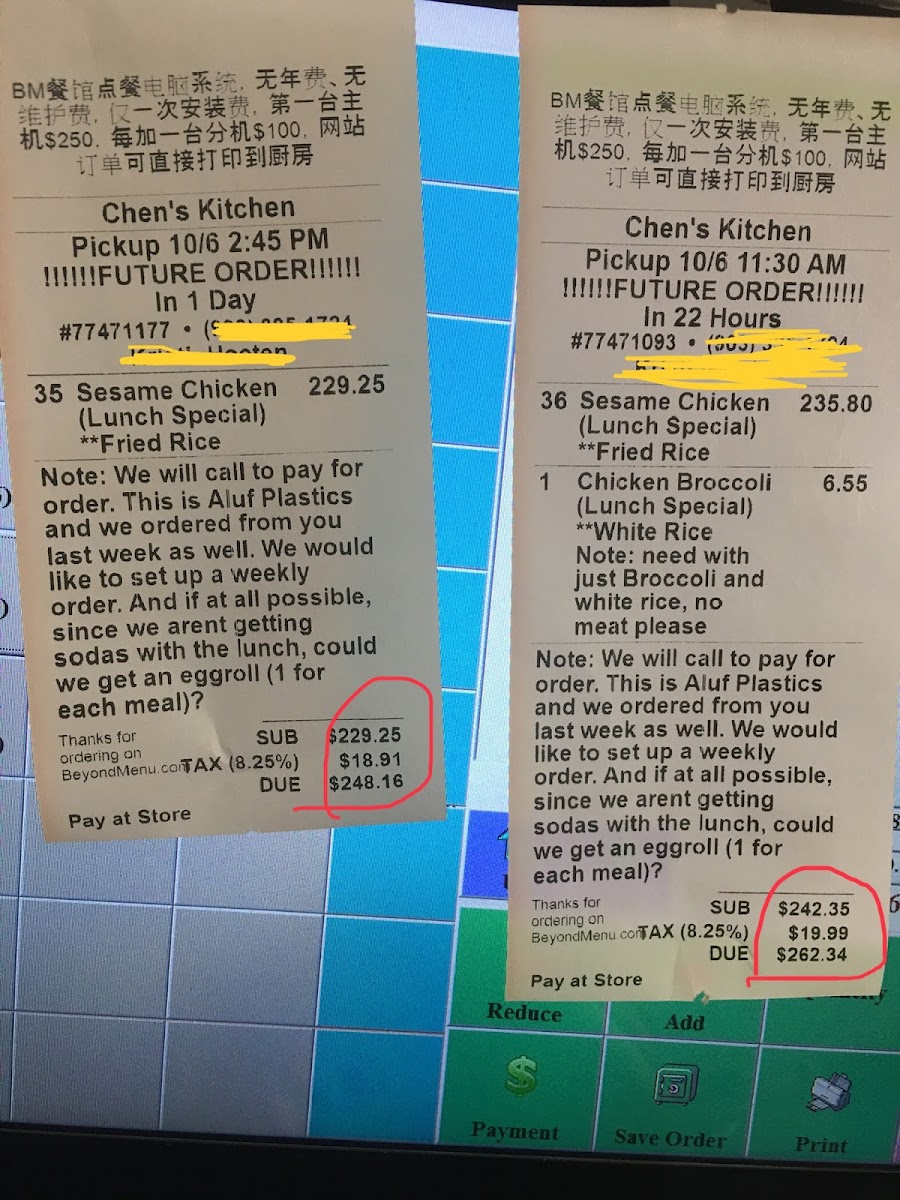 BM餐馆点餐电脑系统, 无年费、无
维护费, 仅一次安装费, 第一台主
机$250, 每加一台分机$100, 网站
订单可直接打印到厨房
Chen's Kitchen
Pickup 10/6 2:45 PM
!!!!!!FUTURE ORDER!!!!!!
In 1 Day
#77471177 •
35 Sesame Chicken 229.25
(Lunch Special)
**Fried Rice
Note: We will call to pay for
order. This is Aluf Plastics
and we ordered from you
last week as well. We would
like to set up a weekly
order. And if at all possible,
since we arent getting
sodas with the lunch, could
we get an eggroll (1 for
each meal)?
Thanks for
ordering on
BeyondMenu.com
SUB $229.25
TAX (8.25%) $18.91
DUE $248.16
Pay at Store
BM餐馆点餐电脑系统, 无年费、无
维护费, 仅一次安装费, 第一台主
机$250, 每加一台分机$100, 网站
订单可直接打印到厨房
Chen's Kitchen
Pickup 10/6 11:30 AM
!!!!!!FUTURE ORDER!!!!!!
In 22 Hours
#77471093 •
36 Sesame Chicken 235.80
(Lunch Special)
**Fried Rice
1 Chicken Broccoli 6.55
(Lunch Special)
**White Rice
Note: need with
just Broccoli and
white rice, no
meat please
Note: We will call to pay for
order. This is Aluf Plastics
and we ordered from you
last week as well. We would
like to set up a weekly
order. And if at all possible,
since we arent getting
sodas with the lunch, could
we get an eggroll (1 for
each meal)?
Thanks for
ordering on
BeyondMenu.com
SUB $242.35
TAX (8.25%) $19.99
DUE $262.34
Pay at Store
Reduce
Add
Payment
Save Order
Print